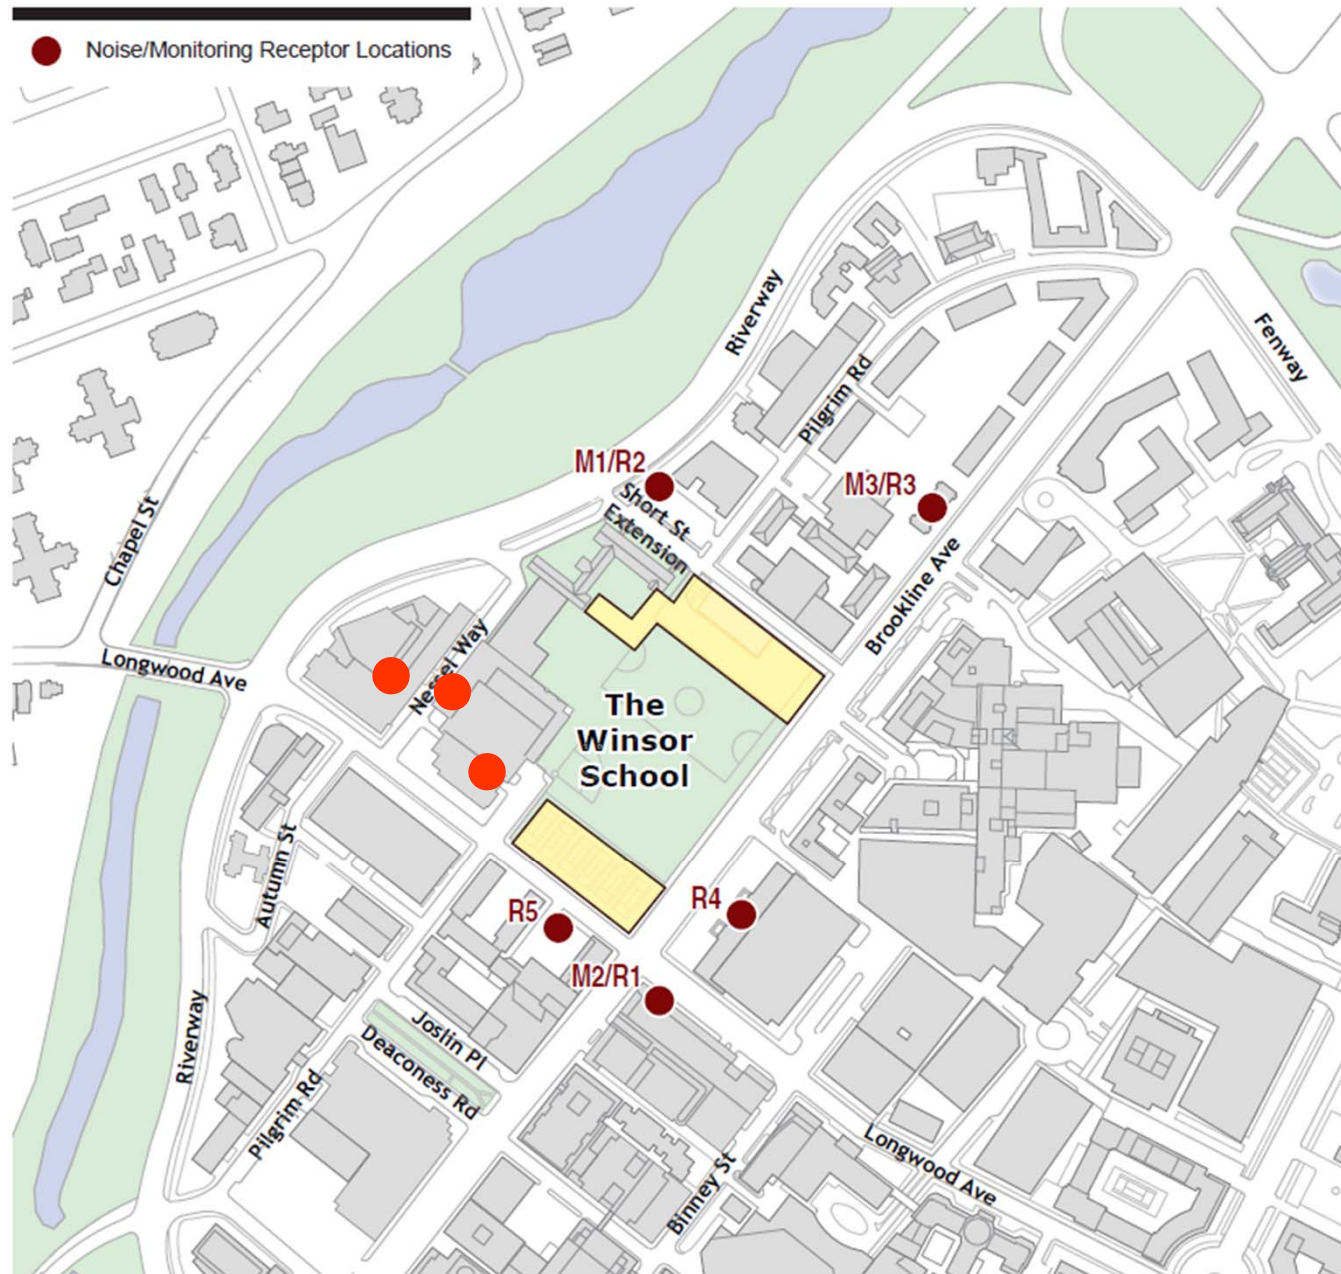 Noise/Monitoring Receptor Locations
Riverway
Fenway
Pilgrim Rd
M1/R2
M3/R3
Short St
Extension
Chapel St
Brookline Ave
Longwood Ave
Nessel Way
The
Winsor
School
Autumn St
R4
R5
M2/R1
Riverway
Joslin Pl
Deaconess Rd
Pilgrim Rd
Longwood Ave
Binney St